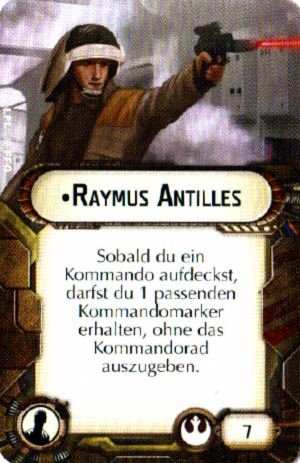 •Raymus Antilles
Sobald du ein
Kommando aufdeckst,
darfst du 1 passenden
Kommandomarker
erhalten, ohne das
Kommandorad
auszugeben.
7